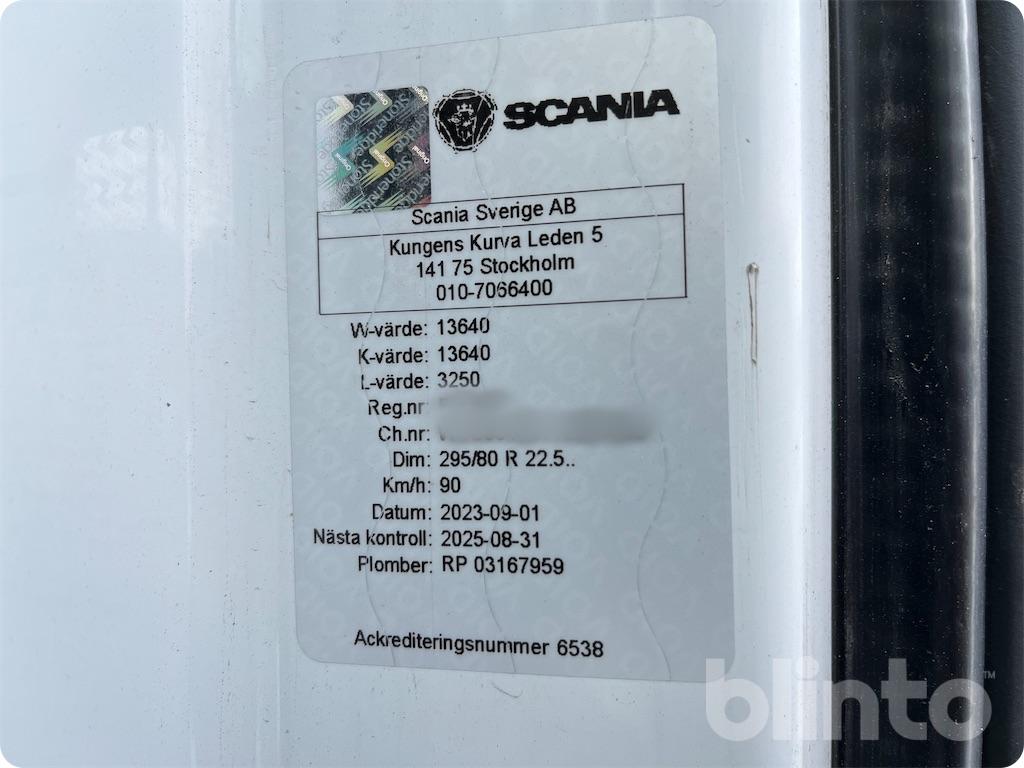 SCANIA
Scania Sverige AB
Kungens Kurva Leden 5
141 75 Stockholm
010-7066400
W-värde: 13640
K-värde: 13640
L-värde: 3250
Reg.nr
Ch.nr:
Dim: 295/80 R 22.5..
Km/h: 90
Datum: 2023-09-01
Nästa kontroll: 2025-08-31
Plomber: RP 03167959
Ackrediteringsnummer 6538
blinto™